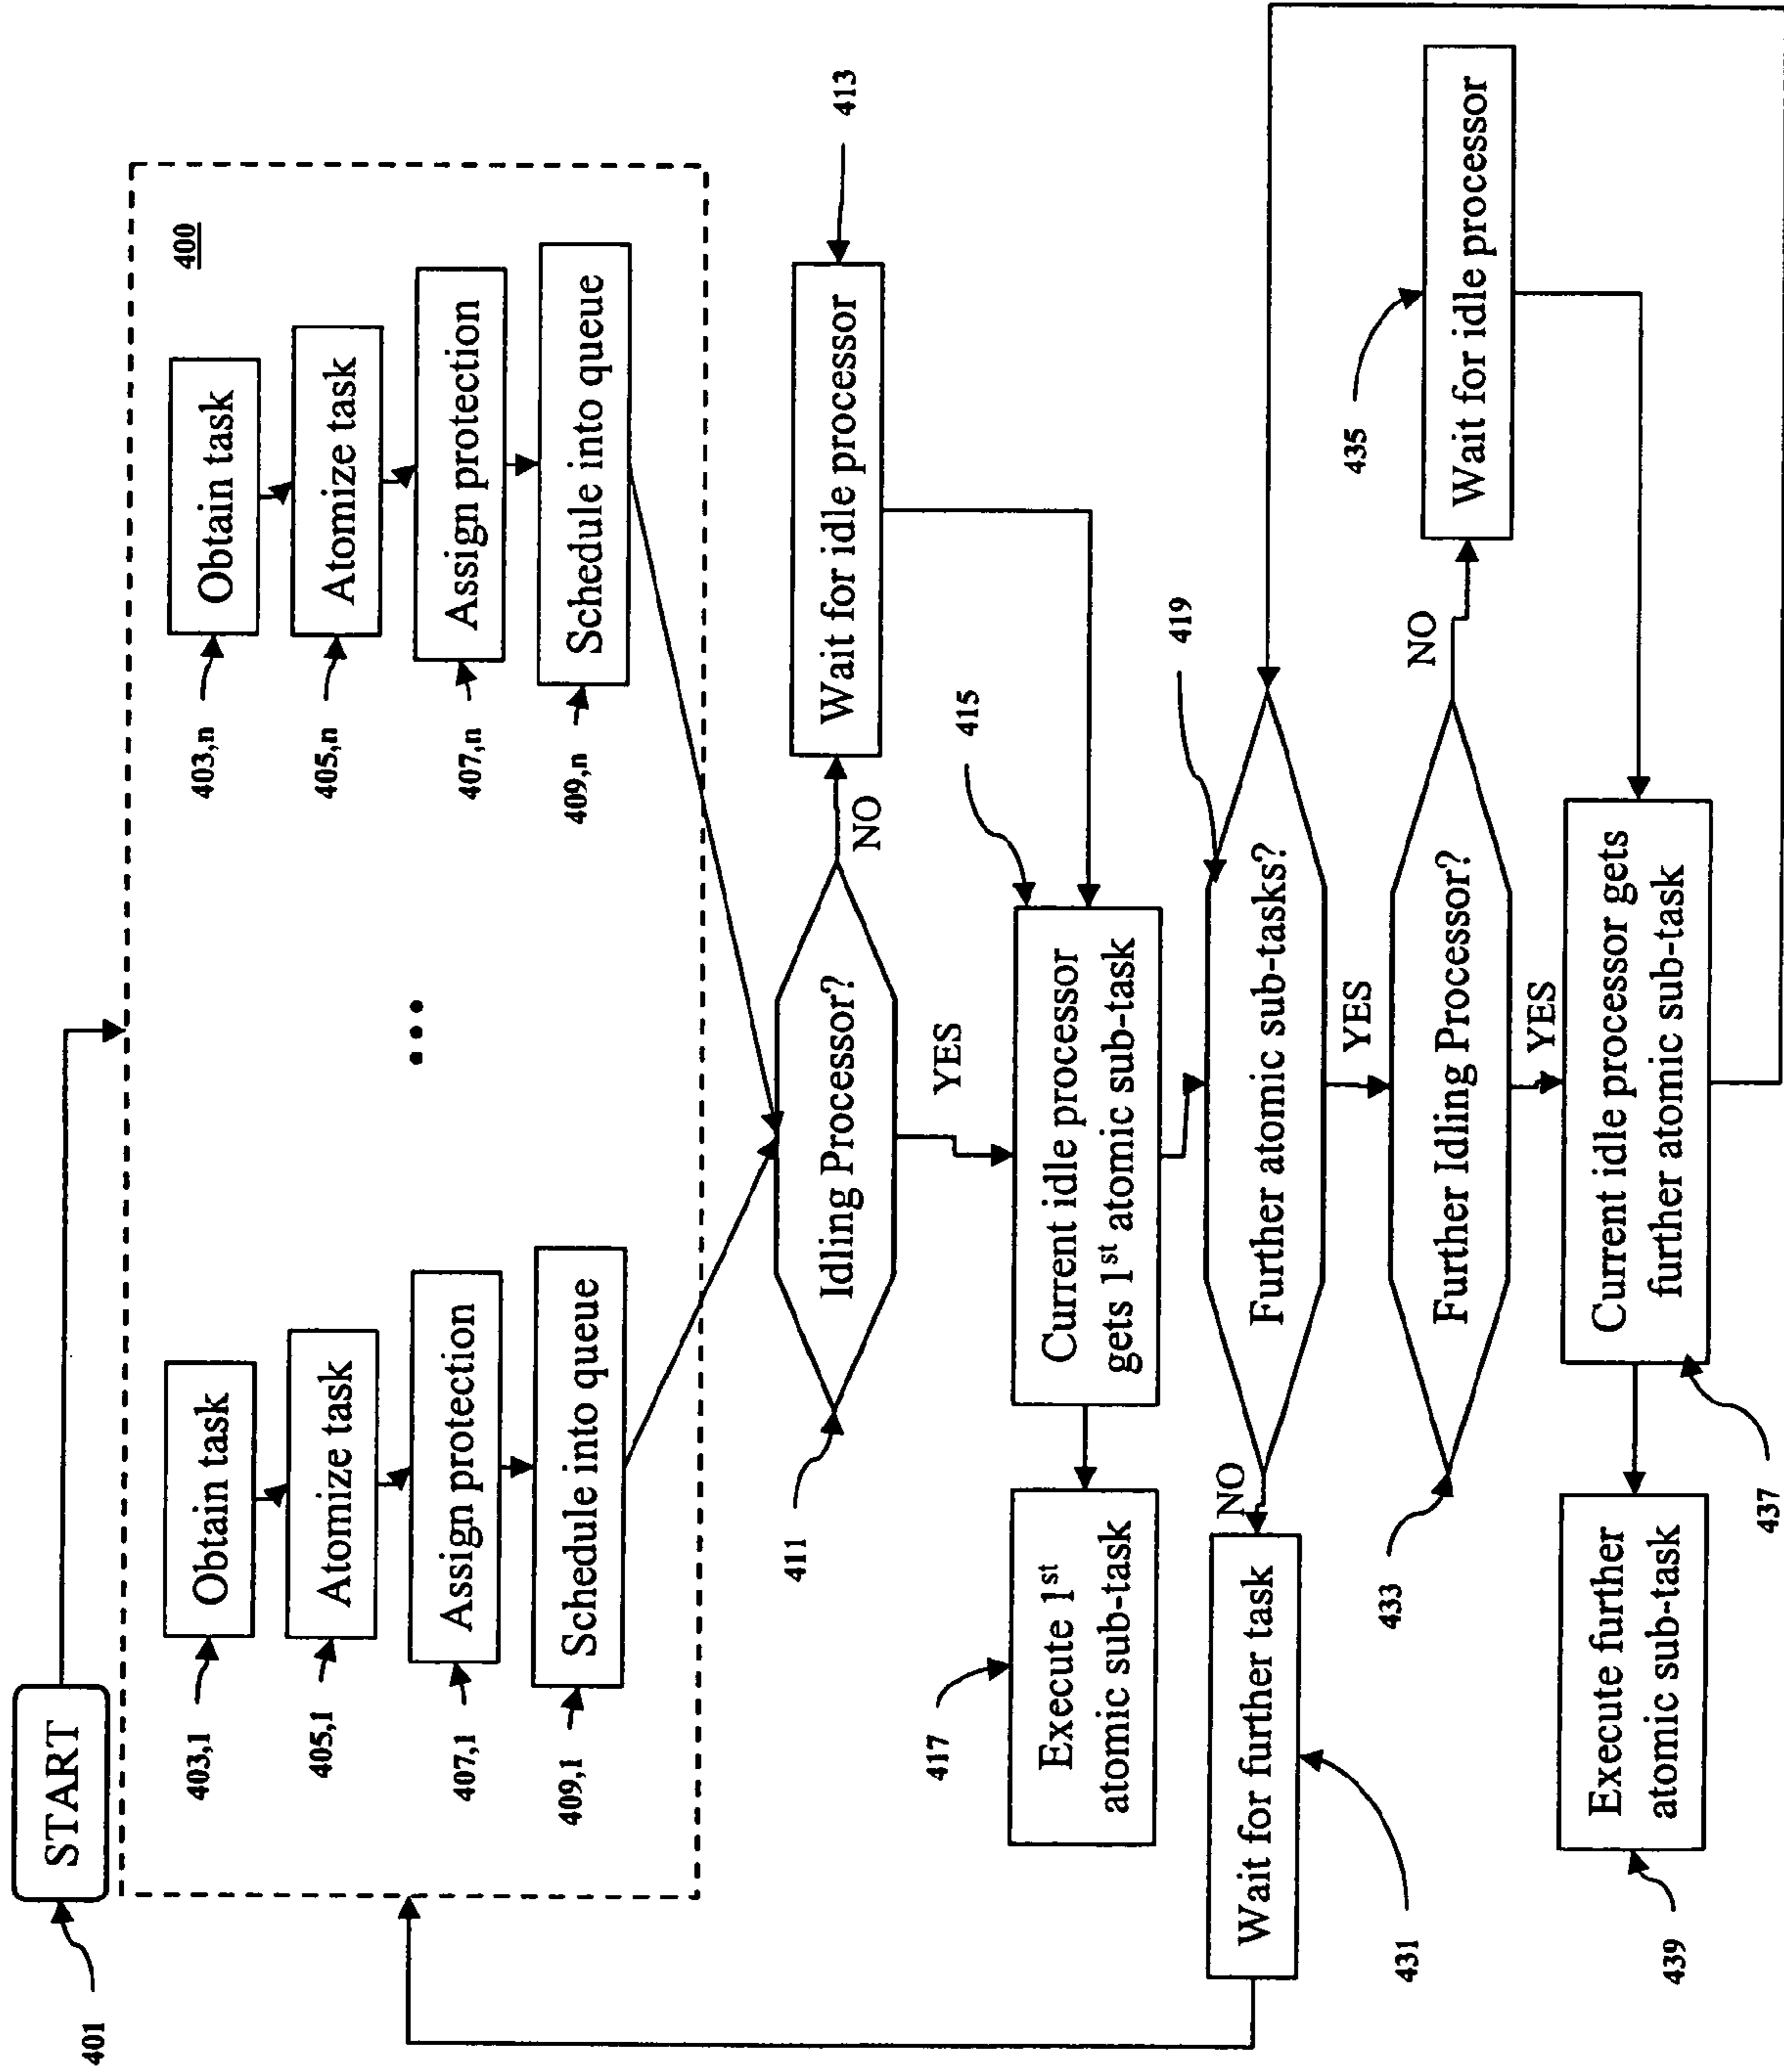 401
START
400
403,1
Obtain task
405,1
Atomize task
407,1
Assign protection
409,1
Schedule into queue
...
403,n
Obtain task
405,n
Atomize task
407,n
Assign protection
409,n
Schedule into queue
411
Idling Processor?
NO
413
Wait for idle processor
YES
415
Current idle processor
gets 1st atomic sub-task
417
Execute 1st
atomic sub-task
419
Further atomic sub-tasks?
NO
431
Wait for further task
YES
433
Further Idling Processor?
NO
435
Wait for idle processor
YES
437
Current idle processor gets
further atomic sub-task
439
Execute further
atomic sub-task